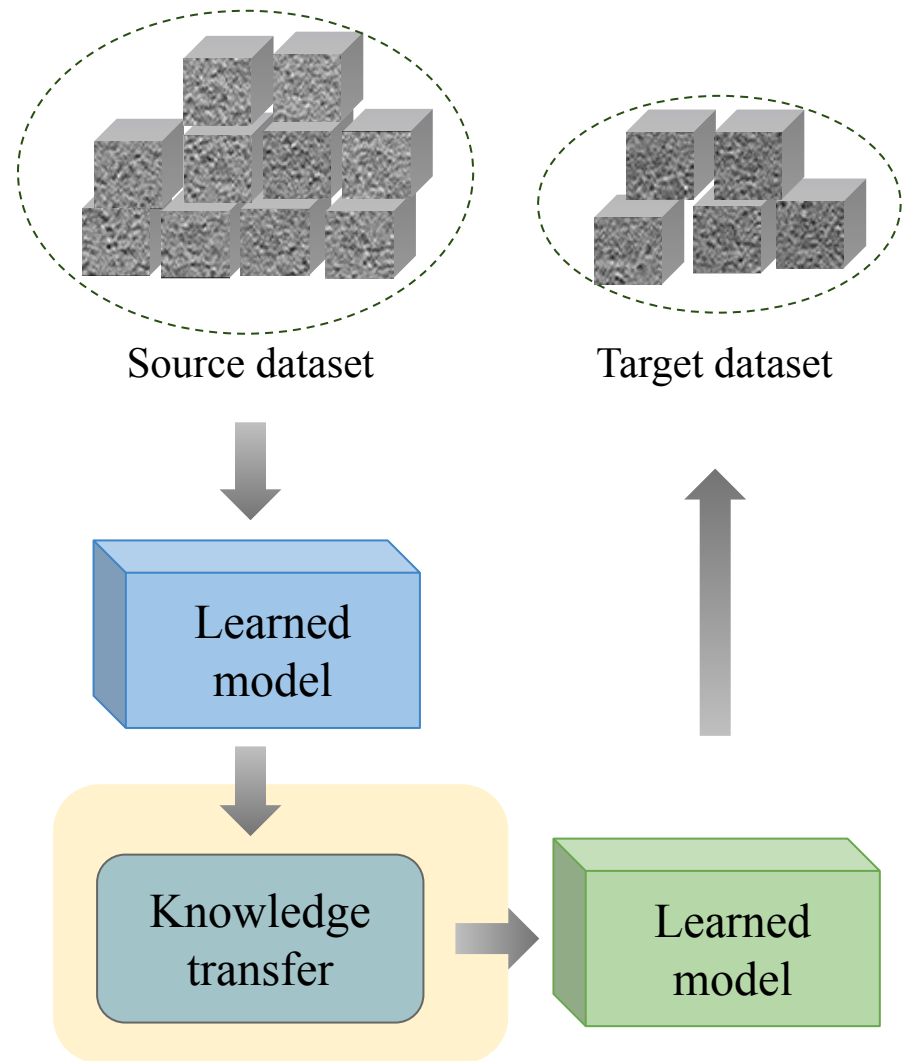 Source dataset
Target dataset
Learned
model
Knowledge
transfer
Learned
model